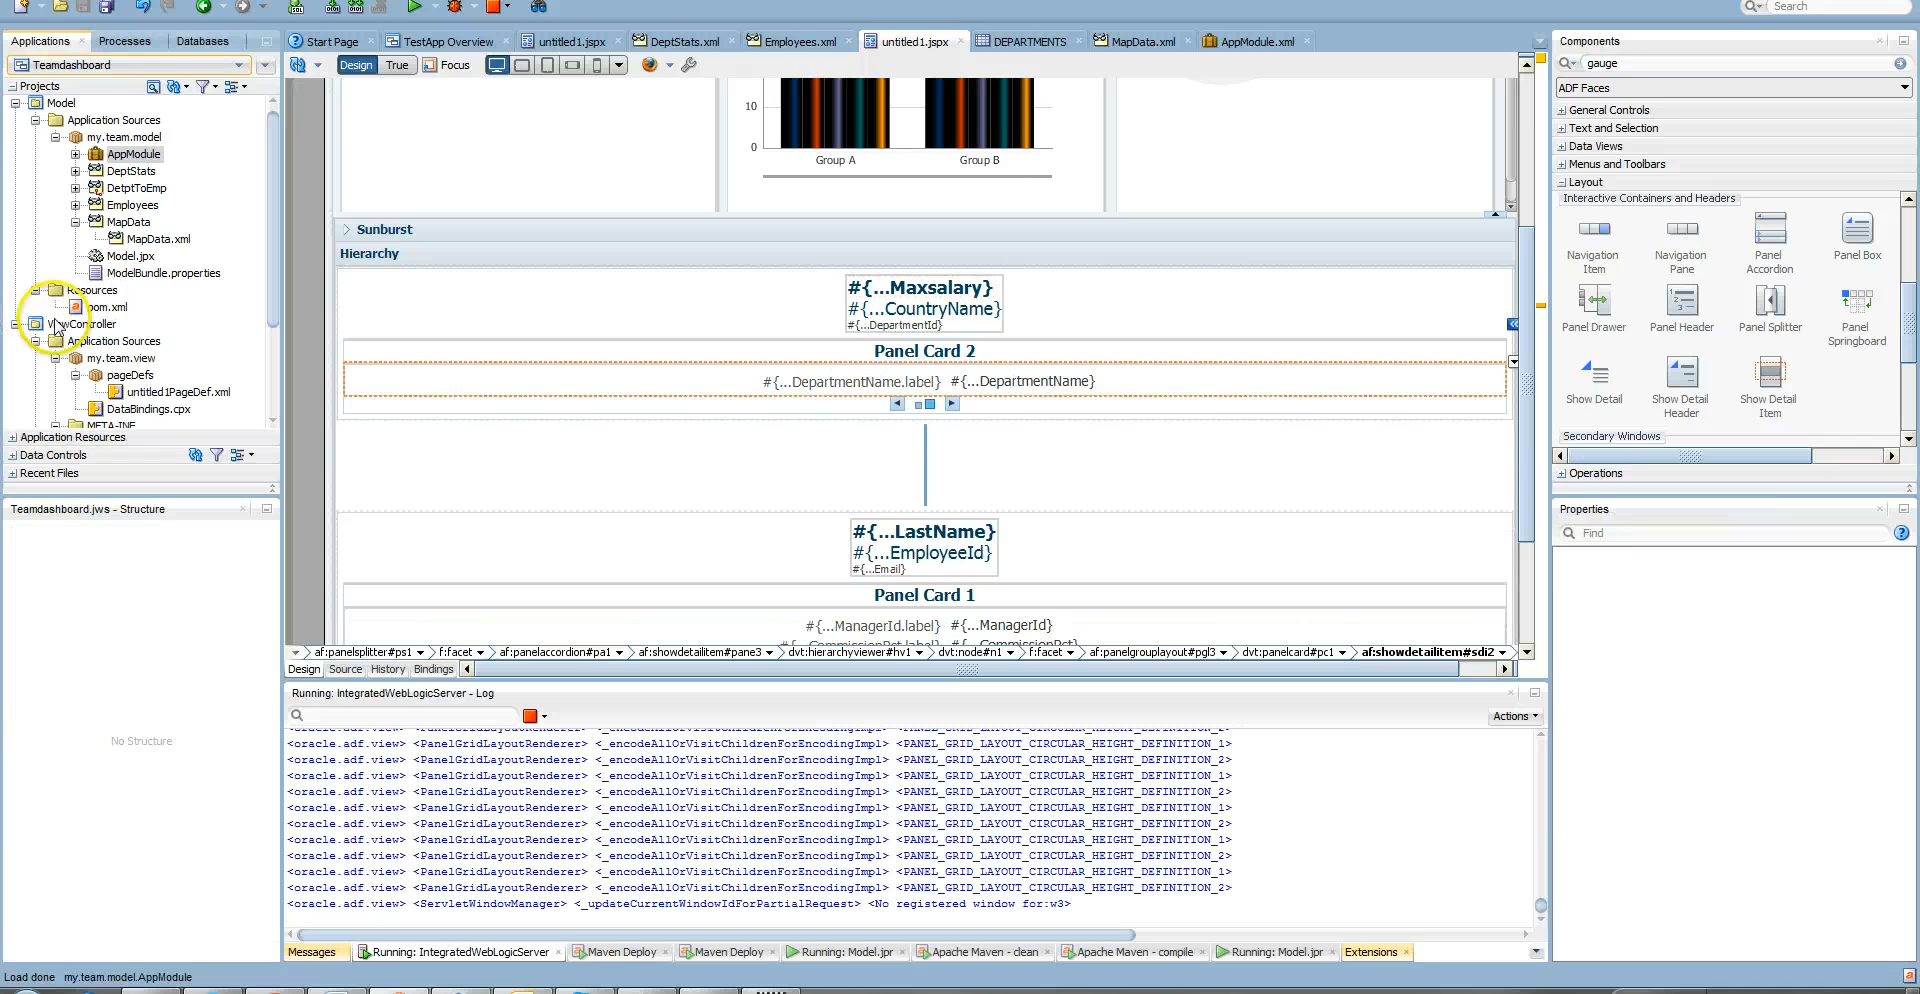 Search
Applications
Processes
Databases
Start Page
TestApp Overview
untitled1.jspx
DeptStats.xml
Employees.xml
untitled1.jspx
DEPARTMENTS
MapData.xml
AppModule.xml
Components
Teamdashboard
Design
True
Focus
gauge
Projects
ADF Faces
Model
Application Sources
my.team.model
AppModule
DeptStats
DetptToEmp
Employees
MapData
MapData.xml
Model.jpx
ModelBundle.properties
Resources
pom.xml
ViewController
Application Sources
my.team.view
pageDefs
untitled1PageDef.xml
DataBindings.cpx
META-INF
Application Resources
Data Controls
Recent Files
Teamdashboard.jws - Structure
No Structure
10
0
Group A
Group B
Sunburst
Hierarchy
#{...Maxsalary}
#{...CountryName}
#{...DepartmentId}
Panel Card 2
#{...DepartmentName.label} #{...DepartmentName}
#{...LastName}
#{...EmployeeId}
#{...Email}
Panel Card 1
#{...ManagerId.label} #{...ManagerId}
#{...CommissionPct.label} #{...CommissionPct}
af:panelsplitter#ps1
f:facet
af:panelaccordion#pa1
af:showdetailitem#pane3
dvt:hierarchyviewer#hv1
dvt:node#n1
f:facet
af:panelgrouplayout#pgl3
dvt:panelcard#pc1
af:showdetailitem#sdi2
Design
Source
History
Bindings
General Controls
Text and Selection
Data Views
Menus and Toolbars
Layout
Interactive Containers and Headers
Navigation Item
Navigation Pane
Panel Accordion
Panel Box
Panel Drawer
Panel Header
Panel Splitter
Panel Springboard
Show Detail
Show Detail Header
Show Detail Item
Secondary Windows
Operations
Properties
Find
Running: IntegratedWebLogicServer - Log
Actions
<oracle.adf.view> <PanelGridLayoutRenderer> <_encodeAllOrVisitChildrenForEncodingImpl> <PANEL_GRID_LAYOUT_CIRCULAR_HEIGHT_DEFINITION_2>
<oracle.adf.view> <PanelGridLayoutRenderer> <_encodeAllOrVisitChildrenForEncodingImpl> <PANEL_GRID_LAYOUT_CIRCULAR_HEIGHT_DEFINITION_1>
<oracle.adf.view> <PanelGridLayoutRenderer> <_encodeAllOrVisitChildrenForEncodingImpl> <PANEL_GRID_LAYOUT_CIRCULAR_HEIGHT_DEFINITION_2>
<oracle.adf.view> <PanelGridLayoutRenderer> <_encodeAllOrVisitChildrenForEncodingImpl> <PANEL_GRID_LAYOUT_CIRCULAR_HEIGHT_DEFINITION_1>
<oracle.adf.view> <PanelGridLayoutRenderer> <_encodeAllOrVisitChildrenForEncodingImpl> <PANEL_GRID_LAYOUT_CIRCULAR_HEIGHT_DEFINITION_2>
<oracle.adf.view> <PanelGridLayoutRenderer> <_encodeAllOrVisitChildrenForEncodingImpl> <PANEL_GRID_LAYOUT_CIRCULAR_HEIGHT_DEFINITION_1>
<oracle.adf.view> <PanelGridLayoutRenderer> <_encodeAllOrVisitChildrenForEncodingImpl> <PANEL_GRID_LAYOUT_CIRCULAR_HEIGHT_DEFINITION_2>
<oracle.adf.view> <PanelGridLayoutRenderer> <_encodeAllOrVisitChildrenForEncodingImpl> <PANEL_GRID_LAYOUT_CIRCULAR_HEIGHT_DEFINITION_1>
<oracle.adf.view> <PanelGridLayoutRenderer> <_encodeAllOrVisitChildrenForEncodingImpl> <PANEL_GRID_LAYOUT_CIRCULAR_HEIGHT_DEFINITION_2>
<oracle.adf.view> <PanelGridLayoutRenderer> <_encodeAllOrVisitChildrenForEncodingImpl> <PANEL_GRID_LAYOUT_CIRCULAR_HEIGHT_DEFINITION_1>
<oracle.adf.view> <PanelGridLayoutRenderer> <_encodeAllOrVisitChildrenForEncodingImpl> <PANEL_GRID_LAYOUT_CIRCULAR_HEIGHT_DEFINITION_2>
<oracle.adf.view> <ServletWindowManager> <_updateCurrentWindowIdForPartialRequest> <No registered window for:w3>
Messages
Running: IntegratedWebLogicServer
Maven Deploy
Maven Deploy
Running: Model.jpr
Apache Maven - clean
Apache Maven - compile
Running: Model.jpr
Extensions
Load done my.team.model.AppModule